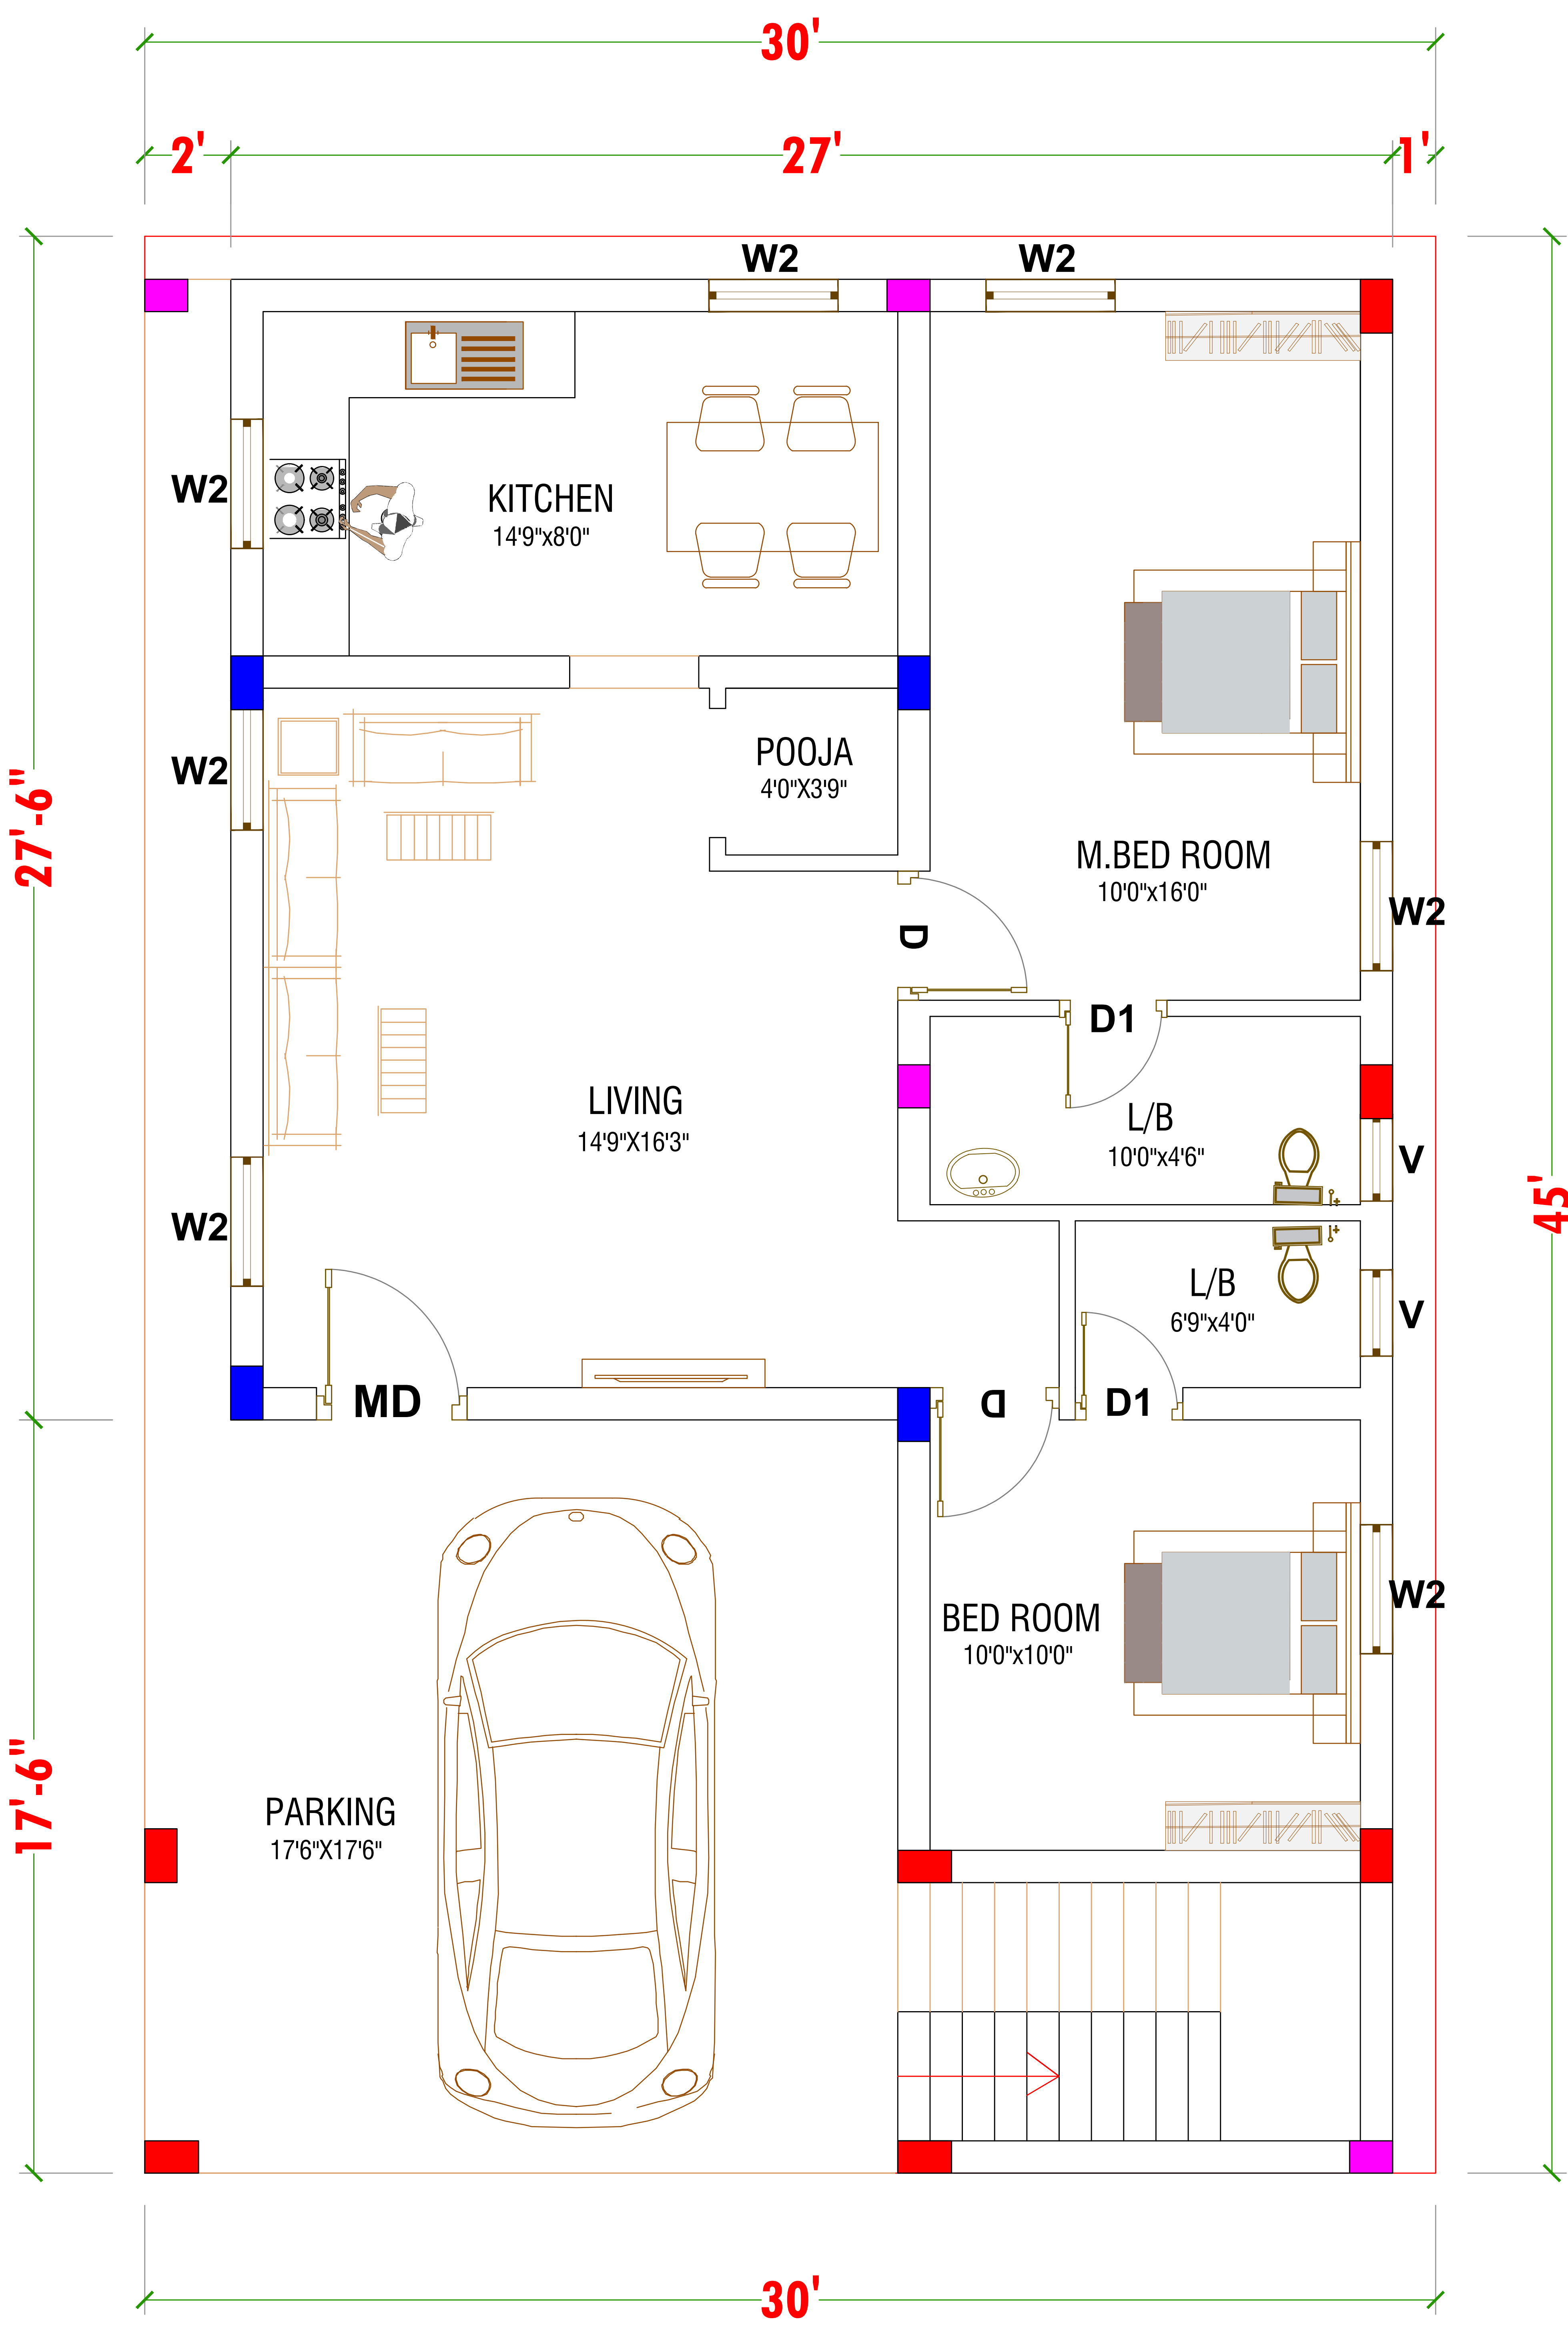 30'
2'
27'
1'
W2
W2
W2
KITCHEN
14'9"x8'0"
W2
POOJA
4'0"X3'9"
27'-6"
M.BED ROOM
10'0"x16'0"
W2
D
D1
LIVING
14'9"X16'3"
L/B
10'0"x4'6"
V
45'
W2
L/B
6'9"x4'0"
V
MD
D
D1
BED ROOM
10'0"x10'0"
W2
17'-6"
PARKING
17'6"X17'6"
30'